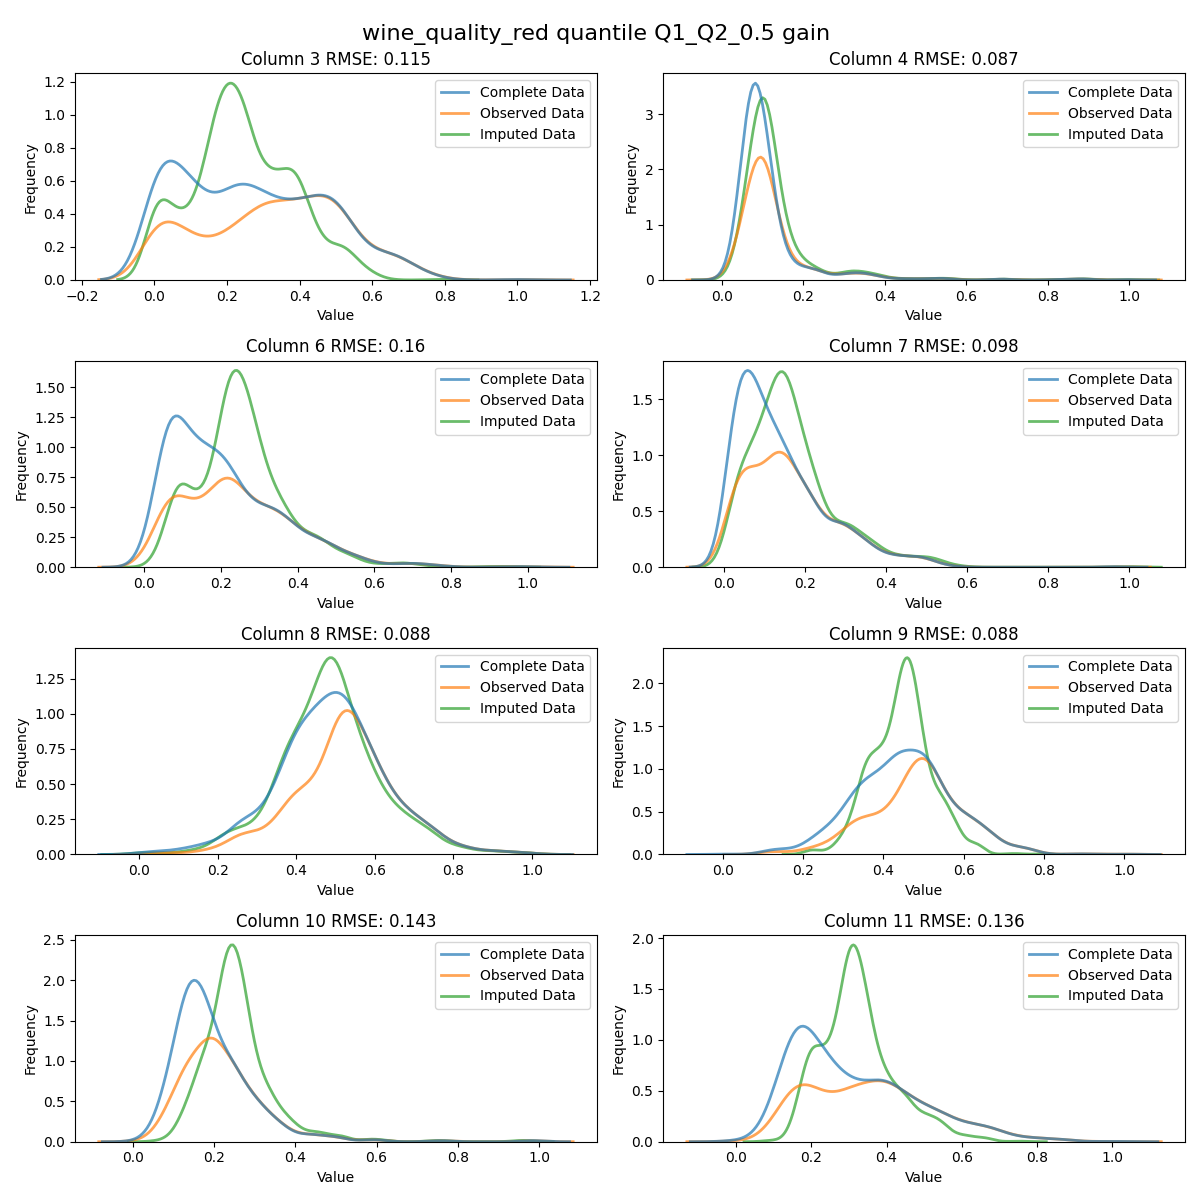 wine_quality_red quantile Q1_Q2_0.5 gain
Column 3 RMSE: 0.115
Frequency
0.0 0.2 0.4 0.6 0.8 1.0 1.2
Complete Data
Observed Data
Imputed Data
−0.2 0.0 0.2 0.4 0.6 0.8 1.0 1.2
Value
Column 4 RMSE: 0.087
Frequency
0 1 2 3
Complete Data
Observed Data
Imputed Data
0.0 0.2 0.4 0.6 0.8 1.0
Value
Column 6 RMSE: 0.16
Frequency
0.00 0.25 0.50 0.75 1.00 1.25 1.50
Complete Data
Observed Data
Imputed Data
0.0 0.2 0.4 0.6 0.8 1.0
Value
Column 7 RMSE: 0.098
Frequency
0.0 0.5 1.0 1.5
Complete Data
Observed Data
Imputed Data
0.0 0.2 0.4 0.6 0.8 1.0
Value
Column 8 RMSE: 0.088
Frequency
0.00 0.25 0.50 0.75 1.00 1.25
Complete Data
Observed Data
Imputed Data
0.0 0.2 0.4 0.6 0.8 1.0
Value
Column 9 RMSE: 0.088
Frequency
0.0 0.5 1.0 1.5 2.0
Complete Data
Observed Data
Imputed Data
0.0 0.2 0.4 0.6 0.8 1.0
Value
Column 10 RMSE: 0.143
Frequency
0.0 0.5 1.0 1.5 2.0 2.5
Complete Data
Observed Data
Imputed Data
0.0 0.2 0.4 0.6 0.8 1.0
Value
Column 11 RMSE: 0.136
Frequency
0.0 0.5 1.0 1.5 2.0
Complete Data
Observed Data
Imputed Data
0.0 0.2 0.4 0.6 0.8 1.0
Value